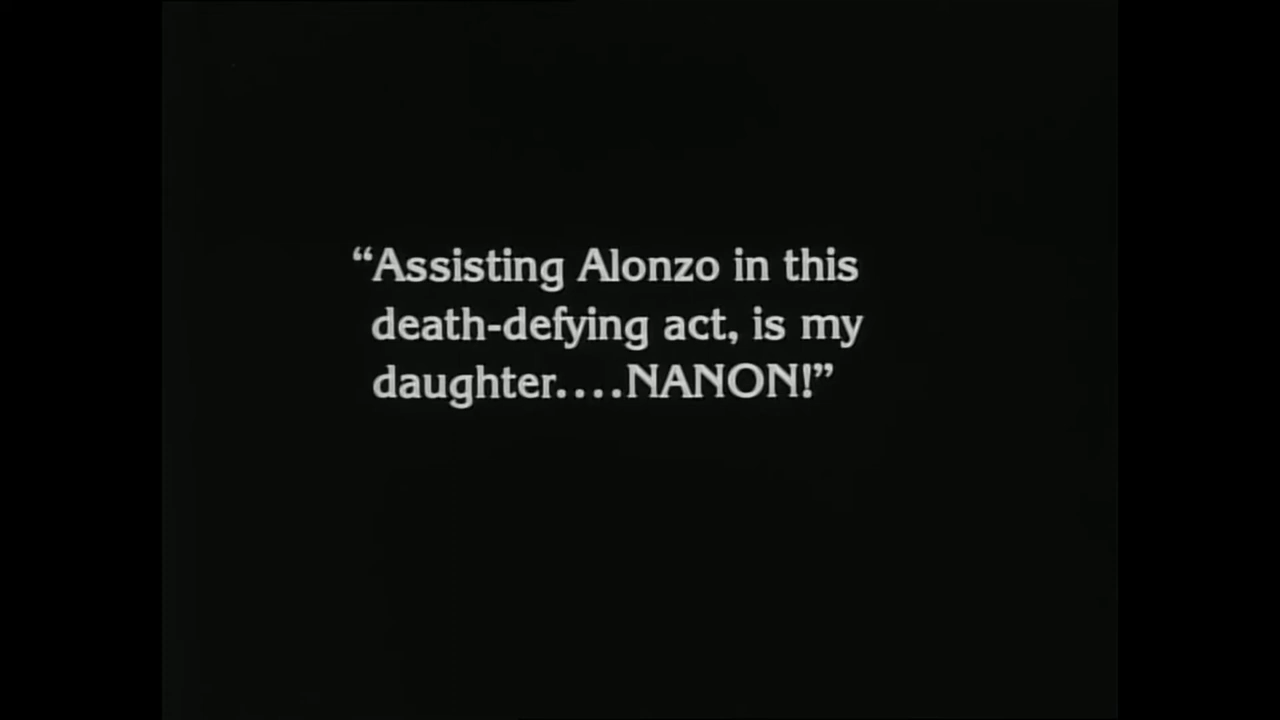 “Assisting Alonzo in this
death-defying act, is my
daughter....NANON!”